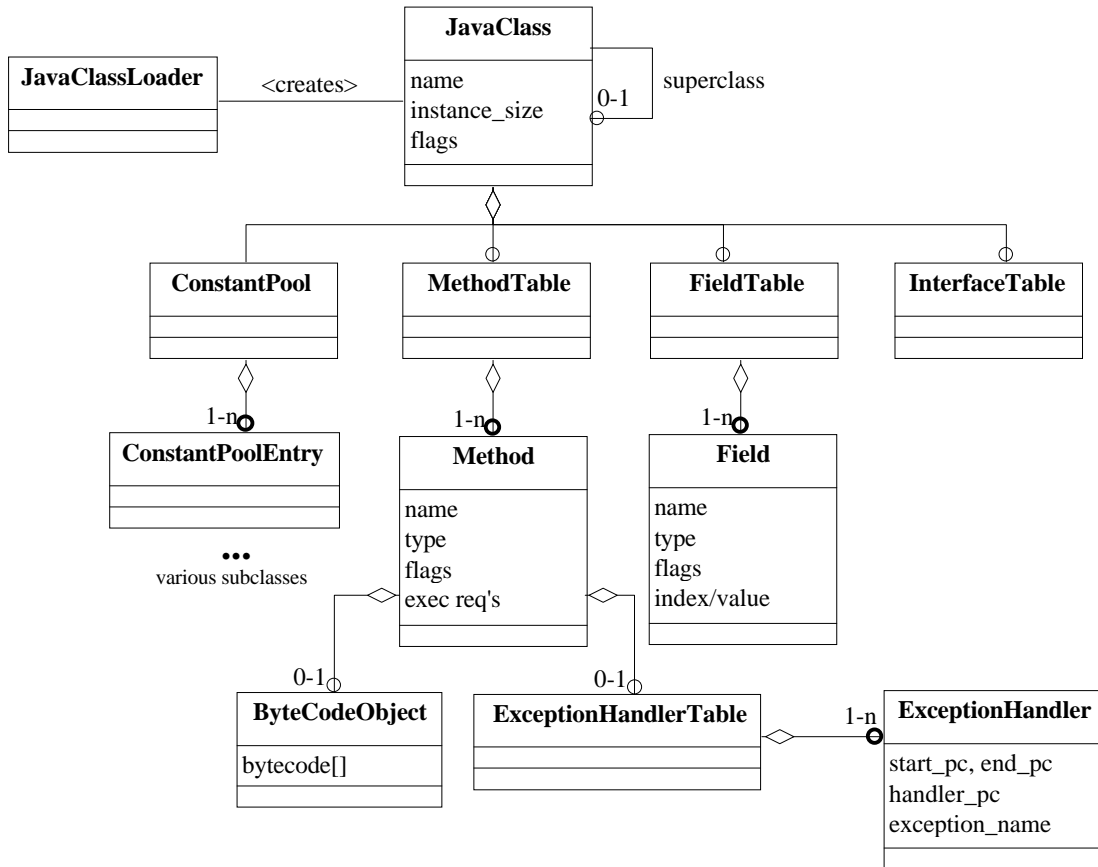 JavaClass
name
instance_size
flags
JavaClassLoader
<creates>
0-1
superclass
ConstantPool
MethodTable
FieldTable
InterfaceTable
1-n
1-n
1-n
ConstantPoolEntry
•••
various subclasses
Method
name
type
flags
exec req's
Field
name
type
flags
index/value
0-1
0-1
ByteCodeObject
bytecode[]
ExceptionHandlerTable
1-n
ExceptionHandler
start_pc, end_pc
handler_pc
exception_name